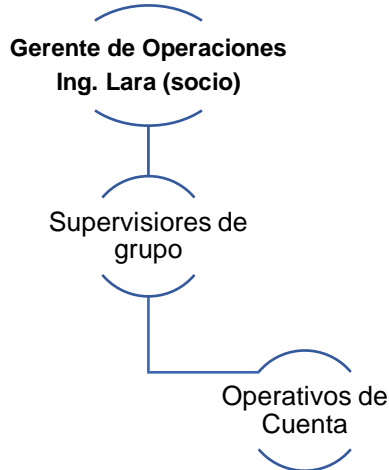 Gerente de Operaciones
Ing. Lara (socio)
Supervisiores de
grupo
Operativos de
Cuenta